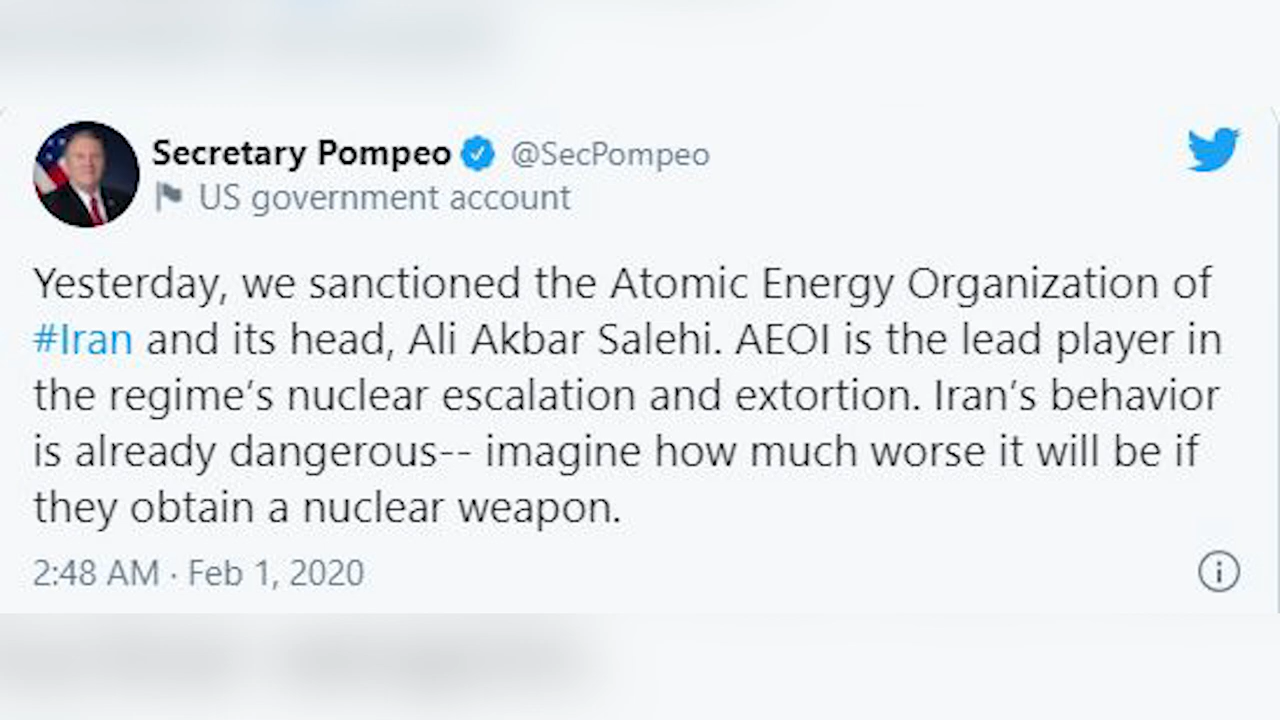 Secretary Pompeo @SecPompeo
US government account
Yesterday, we sanctioned the Atomic Energy Organization of
#Iran and its head, Ali Akbar Salehi. AEOI is the lead player in
the regime’s nuclear escalation and extortion. Iran’s behavior
is already dangerous-- imagine how much worse it will be if
they obtain a nuclear weapon.
2:48 AM · Feb 1, 2020